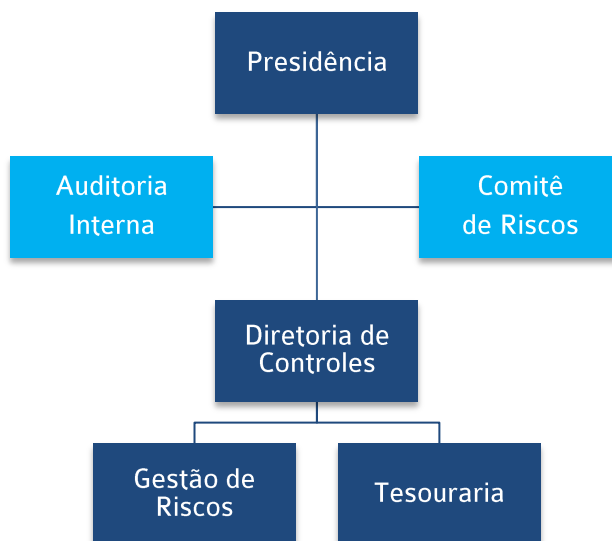 Presidência
Auditoria
Interna
Comitê
de Riscos
Diretoria de
Controles
Gestão de
Riscos
Tesouraria